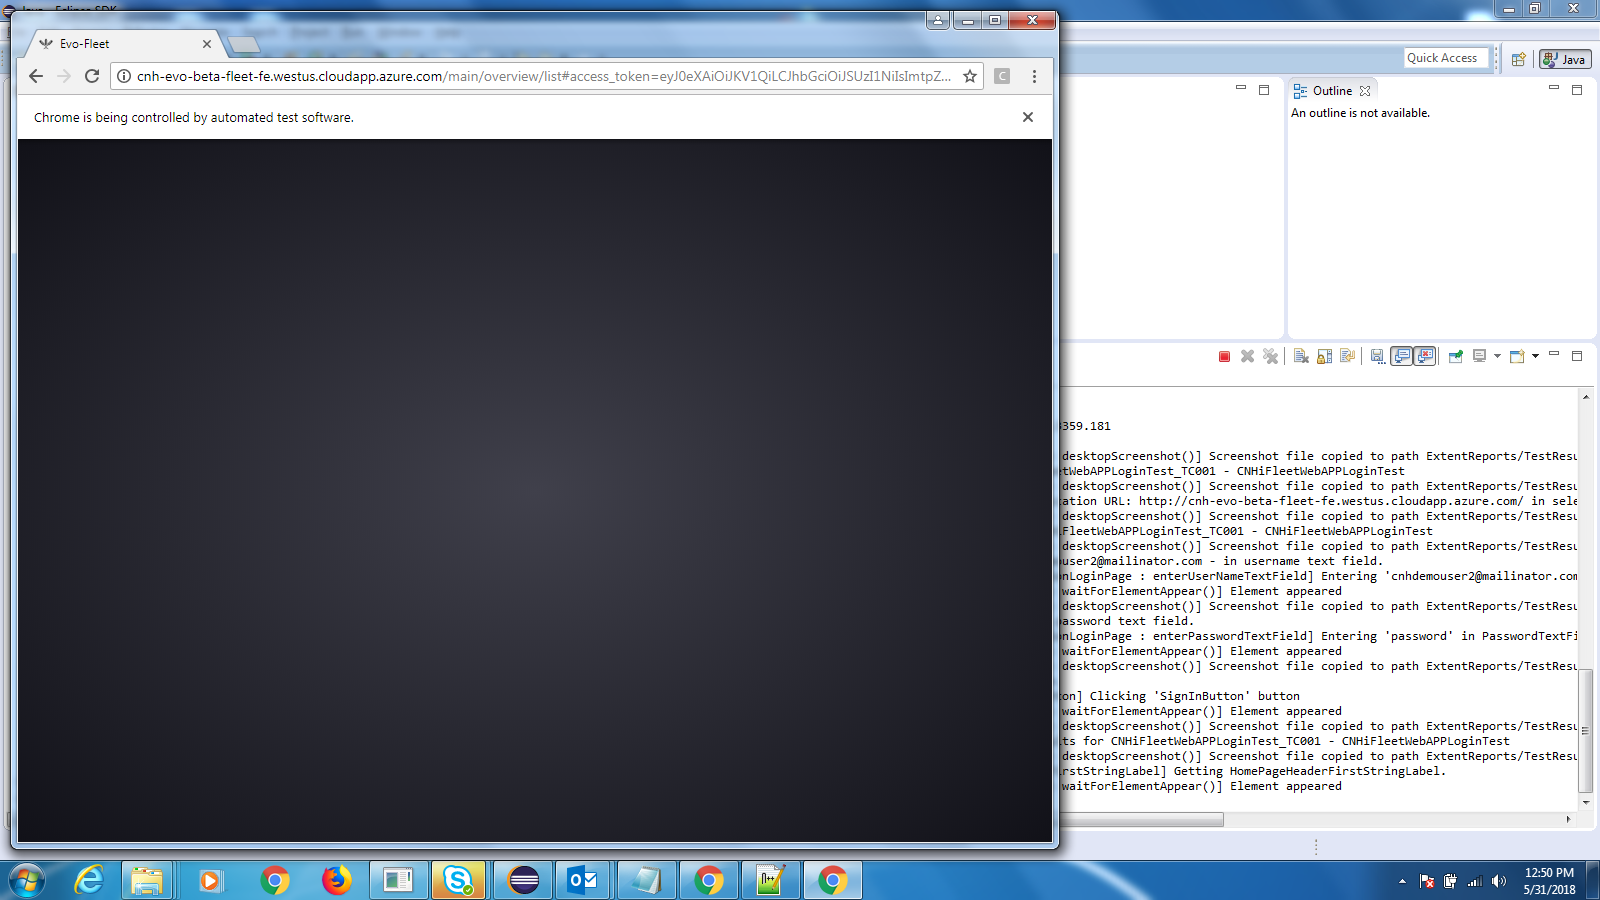 Java - Eclipse SDK
Evo-Fleet
cnh-evo-beta-fleet-fe.westus.cloudapp.azure.com/main/overview/list#access_token=eyJ0eXAiOiJKV1QiLCJhbGciOiJSUzI1NiIsImtpZ...
C
Chrome is being controlled by automated test software.
Quick Access
Java
Outline
An outline is not available.
359.181
desktopScreenshot()] Screenshot file copied to path ExtentReports/TestResu
tWebAPPLoginTest_TC001 - CNHiFleetWebAPPLoginTest
desktopScreenshot()] Screenshot file copied to path ExtentReports/TestResu
ation URL: http://cnh-evo-beta-fleet-fe.westus.cloudapp.azure.com/ in sele
desktopScreenshot()] Screenshot file copied to path ExtentReports/TestResu
FleetWebAPPLoginTest_TC001 - CNHiFleetWebAPPLoginTest
desktopScreenshot()] Screenshot file copied to path ExtentReports/TestResu
user2@mailinator.com - in username text field.
onLoginPage : enterUserNameTextField] Entering 'cnhdemouser2@mailinator.com
waitForElementAppear()] Element appeared
desktopScreenshot()] Screenshot file copied to path ExtentReports/TestResu
password text field.
onLoginPage : enterPasswordTextField] Entering 'password' in PasswordTextFi
waitForElementAppear()] Element appeared
desktopScreenshot()] Screenshot file copied to path ExtentReports/TestResu
on] Clicking 'SignInButton' button
waitForElementAppear()] Element appeared
desktopScreenshot()] Screenshot file copied to path ExtentReports/TestResu
lts for CNHiFleetWebAPPLoginTest_TC001 - CNHiFleetWebAPPLoginTest
desktopScreenshot()] Screenshot file copied to path ExtentReports/TestResu
rstStringLabel] Getting HomePageHeaderFirstStringLabel.
waitForElementAppear()] Element appeared
12:50 PM
5/31/2018